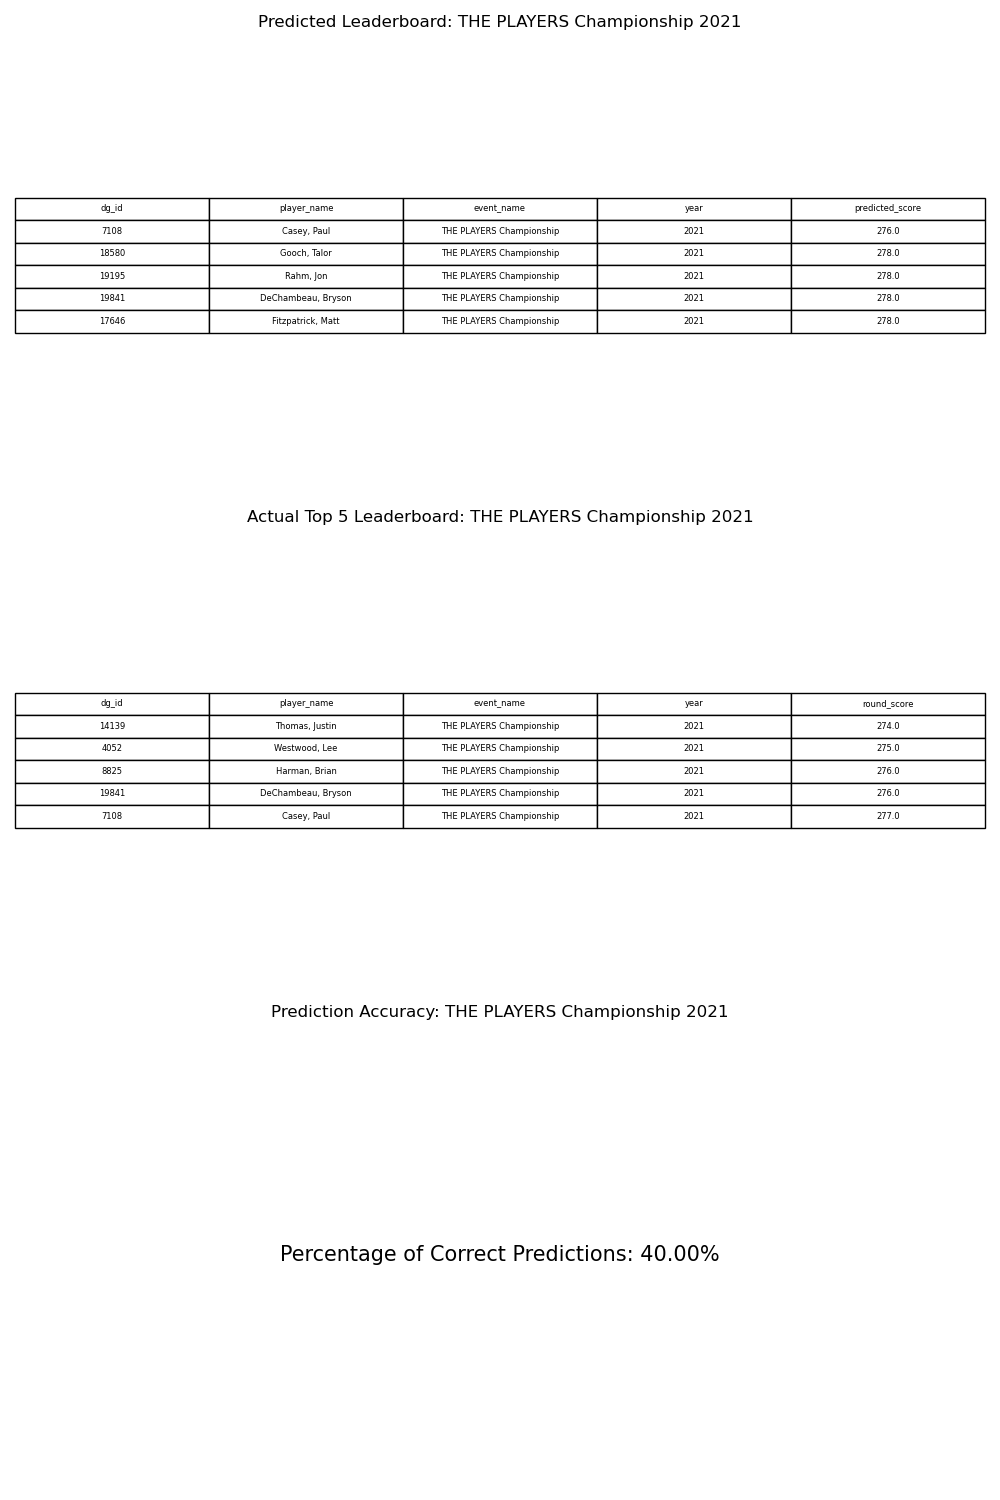 Predicted Leaderboard: THE PLAYERS Championship 2021
dg_id player_name event_name year predicted_score
7108 Casey, Paul THE PLAYERS Championship 2021 276.0
18580 Gooch, Talor THE PLAYERS Championship 2021 278.0
19195 Rahm, Jon THE PLAYERS Championship 2021 278.0
19841 DeChambeau, Bryson THE PLAYERS Championship 2021 278.0
17646 Fitzpatrick, Matt THE PLAYERS Championship 2021 278.0
Actual Top 5 Leaderboard: THE PLAYERS Championship 2021
dg_id player_name event_name year round_score
14139 Thomas, Justin THE PLAYERS Championship 2021 274.0
4052 Westwood, Lee THE PLAYERS Championship 2021 275.0
8825 Harman, Brian THE PLAYERS Championship 2021 276.0
19841 DeChambeau, Bryson THE PLAYERS Championship 2021 276.0
7108 Casey, Paul THE PLAYERS Championship 2021 277.0
Prediction Accuracy: THE PLAYERS Championship 2021
Percentage of Correct Predictions: 40.00%